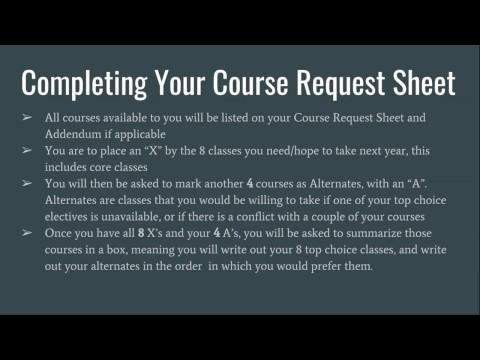 Completing Your Course Request Sheet
➢ All courses available to you will be listed on your Course Request Sheet and
Addendum if applicable
➢ You are to place an “X” by the 8 classes you need/hope to take next year, this
includes core classes
➢ You will then be asked to mark another 4 courses as Alternates, with an “A”.
Alternates are classes that you would be willing to take if one of your top choice
electives is unavailable, or if there is a conflict with a couple of your courses
➢ Once you have all 8 X’s and your 4 A’s, you will be asked to summarize those
courses in a box, meaning you will write out your 8 top choice classes, and write
out your alternates in the order in which you would prefer them.